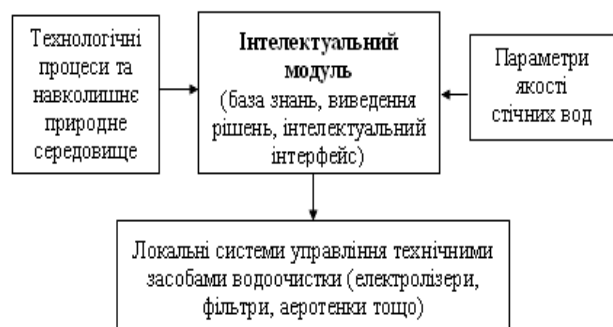 Технологічні
процеси та
навколишнє
природне
середовище
Інтелектуальний
модуль
(база знань, виведення
рішень, інтелектуальний
інтерфейс)
Параметри
якості
стічних вод
Локальні системи управління технічними
засобами водоочистки (електролізери,
фільтри, аеротенки тощо)